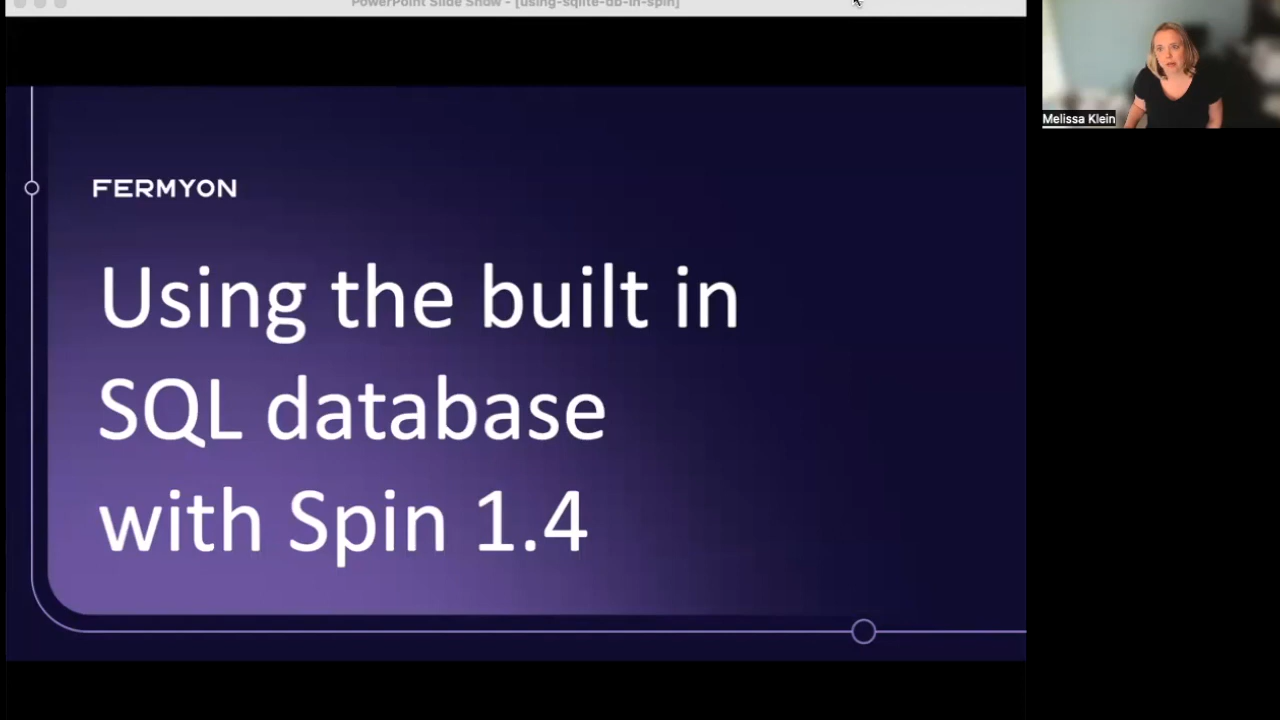 PowerPoint Slide Show - [using-sqlite-db-in-spin]
Melissa Klein
FERMYON
Using the built in
SQL database
with Spin 1.4